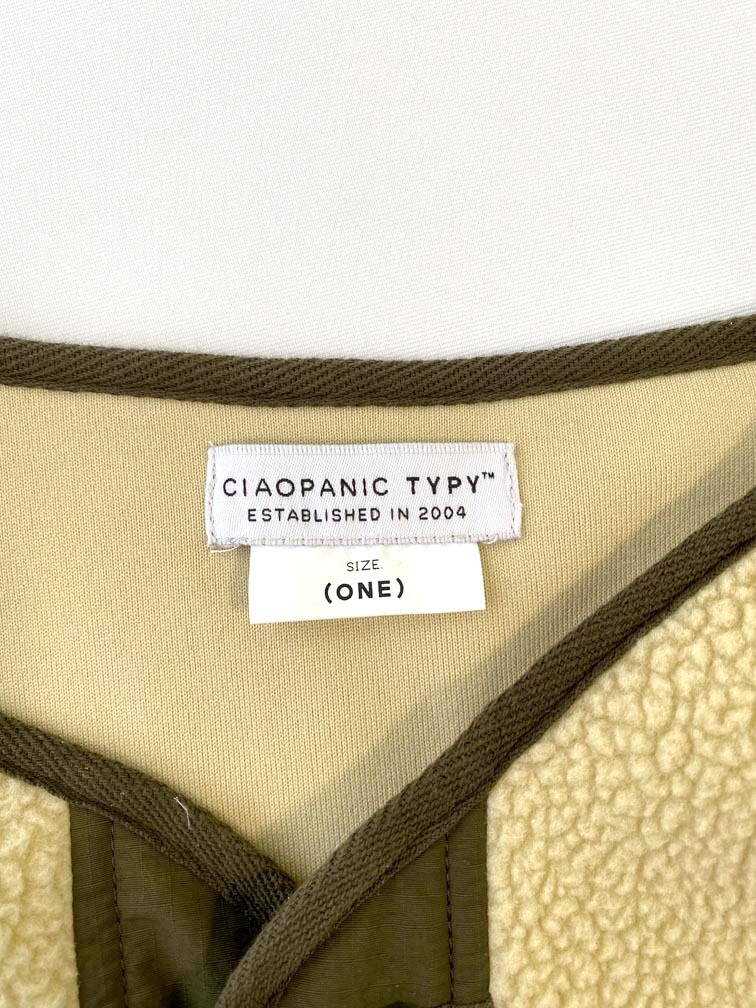 CIAOPANIC TYPY™
ESTABLISHED IN 2004
SIZE.
(ONE)